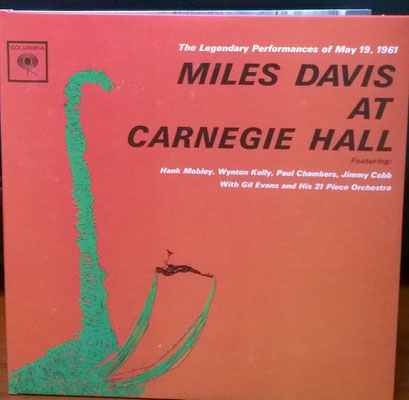 COLUMBIA
The Legendary Performances of May 19, 1961
MILES DAVIS
AT
CARNEGIE HALL
Featuring:
Hank Mobley, Wynton Kelly, Paul Chambers, Jimmy Cobb
With Gil Evans and His 21 Piece Orchestra